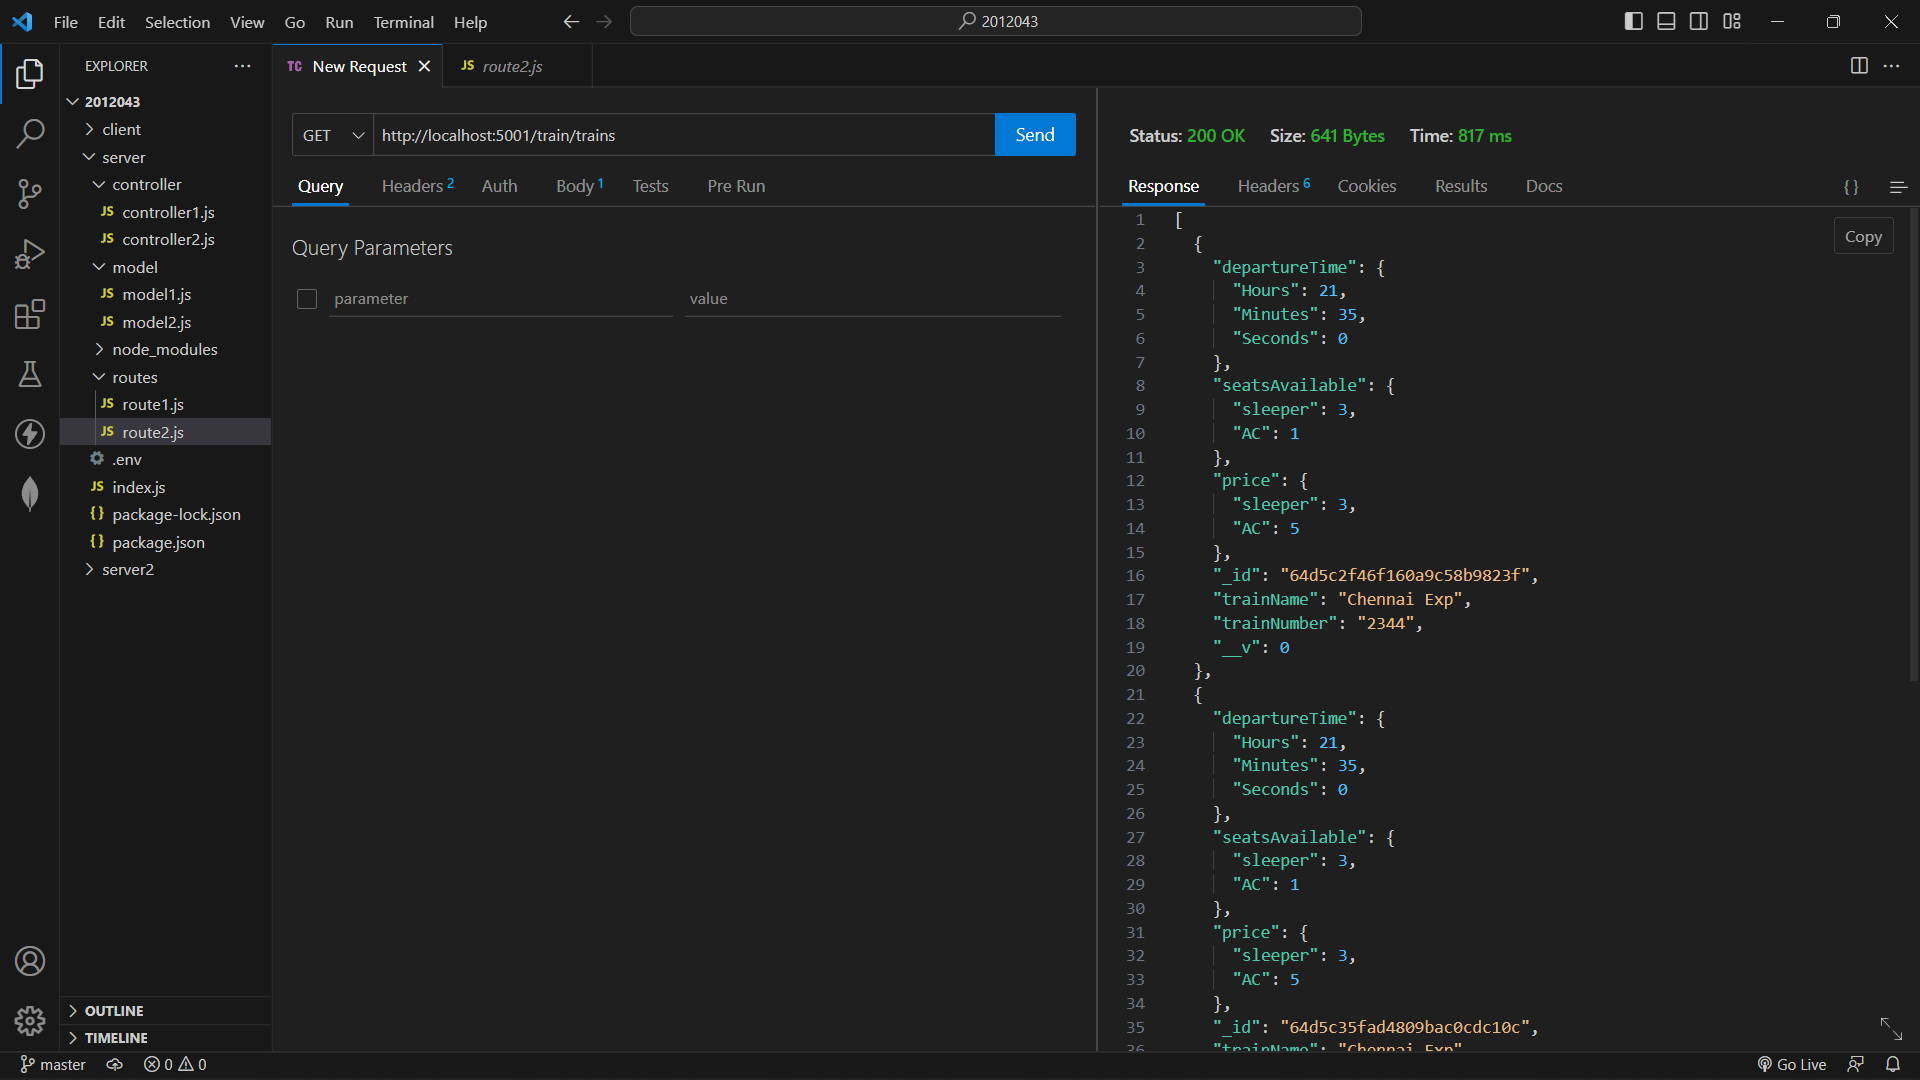 File Edit Selection View Go Run Terminal Help
2012043
EXPLORER
2012043
client
server
controller
JS controller1.js
JS controller2.js
model
JS model1.js
JS model2.js
node_modules
routes
JS route1.js
JS route2.js
.env
JS index.js
{} package-lock.json
{} package.json
server2
OUTLINE
TIMELINE
TC New Request
JS route2.js
GET http://localhost:5001/train/trains Send
Query Headers 2 Auth Body 1 Tests Pre Run
Query Parameters
parameter value
Status: 200 OK Size: 641 Bytes Time: 817 ms
Response Headers 6 Cookies Results Docs {}
Copy
1 [
2 {
3 "departureTime": {
4 "Hours": 21,
5 "Minutes": 35,
6 "Seconds": 0
7 },
8 "seatsAvailable": {
9 "sleeper": 3,
10 "AC": 1
11 },
12 "price": {
13 "sleeper": 3,
14 "AC": 5
15 },
16 "_id": "64d5c2f46f160a9c58b9823f",
17 "trainName": "Chennai Exp",
18 "trainNumber": "2344",
19 "__v": 0
20 },
21 {
22 "departureTime": {
23 "Hours": 21,
24 "Minutes": 35,
25 "Seconds": 0
26 },
27 "seatsAvailable": {
28 "sleeper": 3,
29 "AC": 1
30 },
31 "price": {
32 "sleeper": 3,
33 "AC": 5
34 },
35 "_id": "64d5c35fad4809bac0cdc10c",
36 "trainName": "Chennai Exp"
master 0 0
Go Live